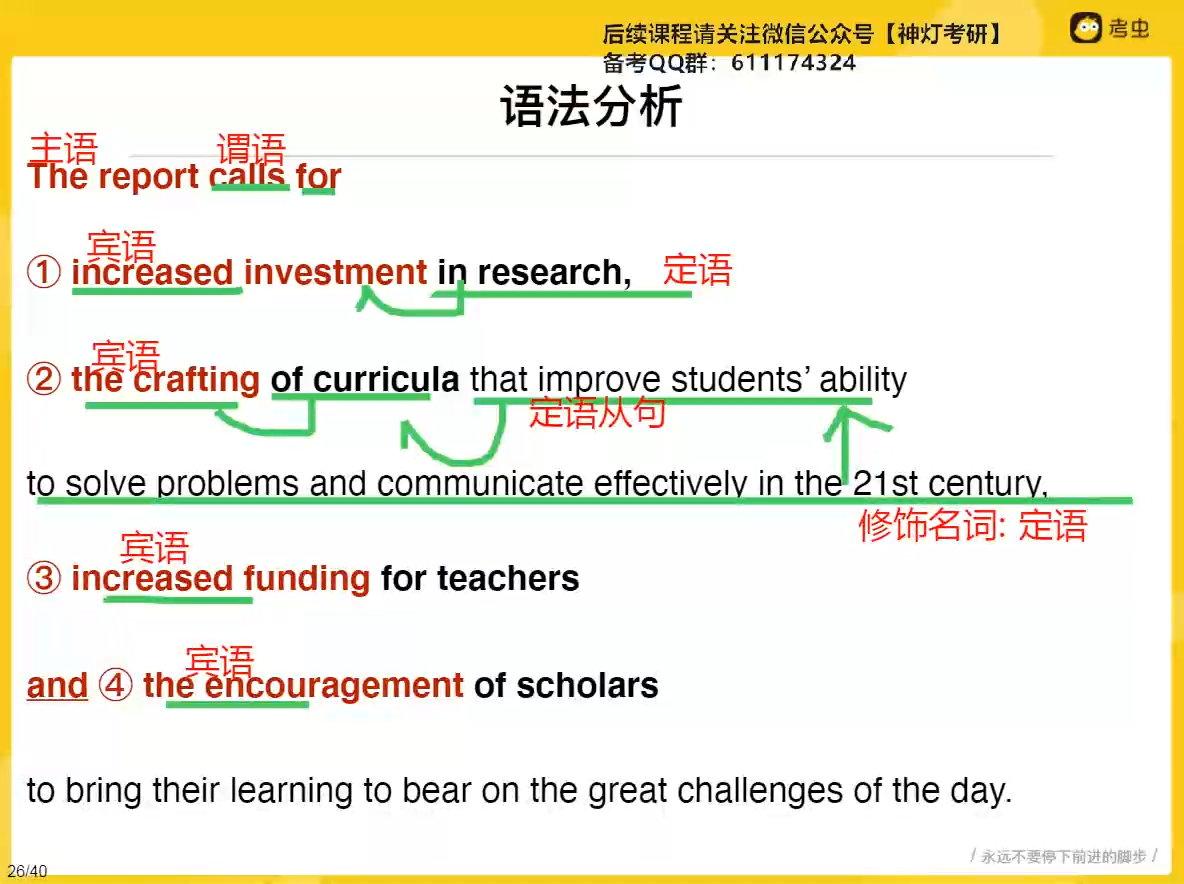 后续课程请关注微信公众号【神灯考研】
备考QQ群：611174324
考虫
语法分析
主语 谓语
The report calls for
宾语
① increased investment in research, 定语
宾语
② the crafting of curricula that improve students’ ability
定语从句
to solve problems and communicate effectively in the 21st century,
修饰名词: 定语
宾语
③ increased funding for teachers
宾语
and ④ the encouragement of scholars
to bring their learning to bear on the great challenges of the day.
/ 永远不要停下前进的脚步 /
26/40